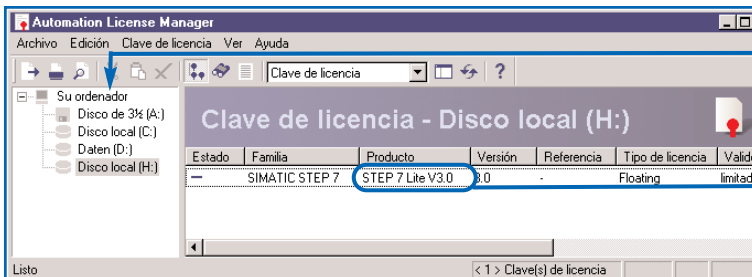 Automation License Manager
Archivo Edición Clave de licencia Ver Ayuda
Clave de licencia
Su ordenador
Disco de 3½ (A:)
Disco local (C:)
Daten (D:)
Disco local (H:)
Clave de licencia - Disco local (H:)
Estado Familia Producto Versión Referencia Tipo de licencia
SIMATIC STEP 7 STEP 7 Lite V3.0 3.0 - Floating
Listo < 1 > Clave(s) de licencia